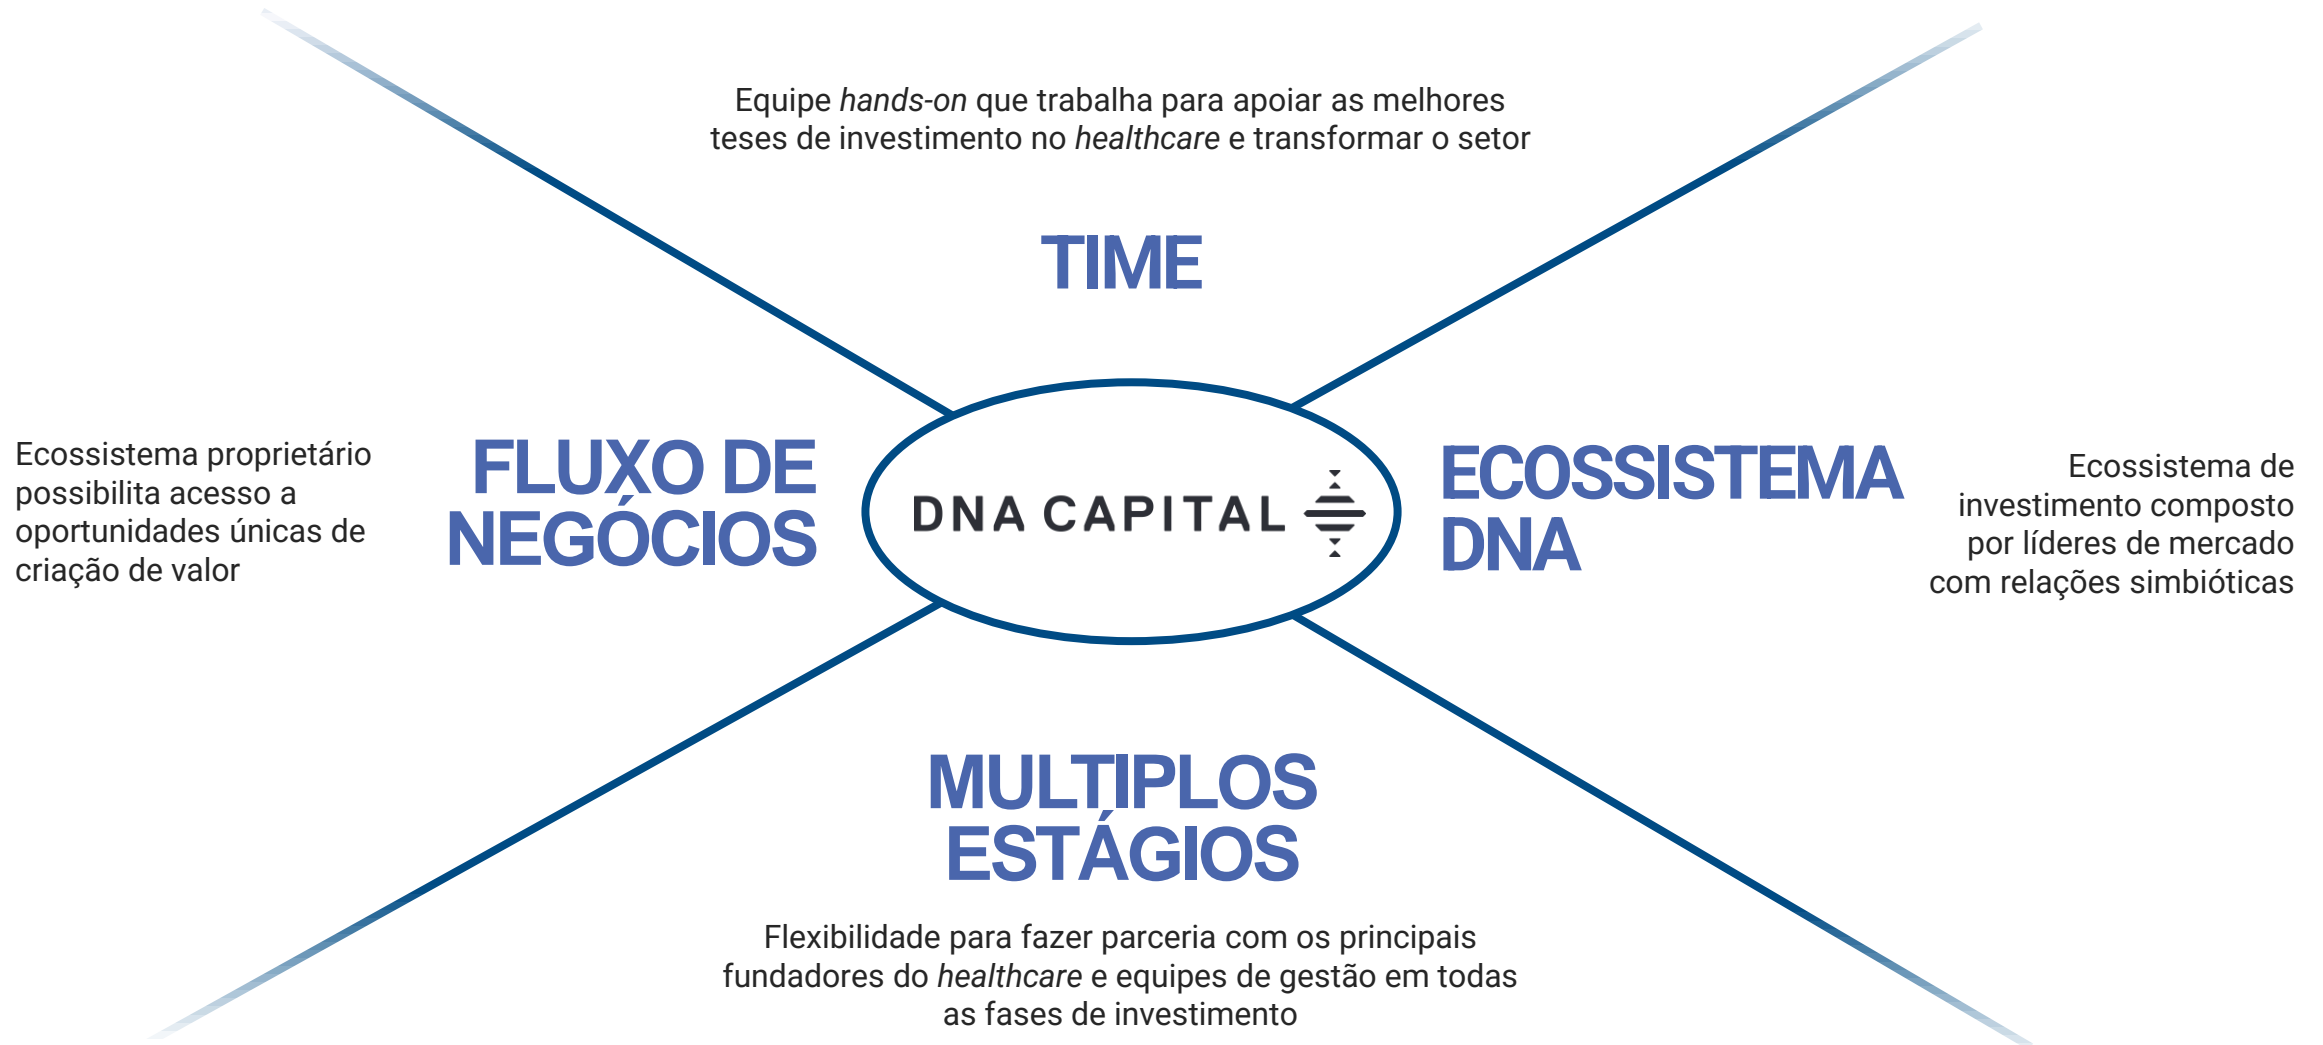 Equipe hands-on que trabalha para apoiar as melhores
teses de investimento no healthcare e transformar o setor
TIME
Ecossistema proprietário
possibilita acesso a
oportunidades únicas de
criação de valor
FLUXO DE
NEGÓCIOS
DNA CAPITAL
ECOSSISTEMA
DNA
Ecossistema de
investimento composto
por líderes de mercado
com relações simbióticas
MULTIPLOS
ESTÁGIOS
Flexibilidade para fazer parceria com os principais
fundadores do healthcare e equipes de gestão em todas
as fases de investimento